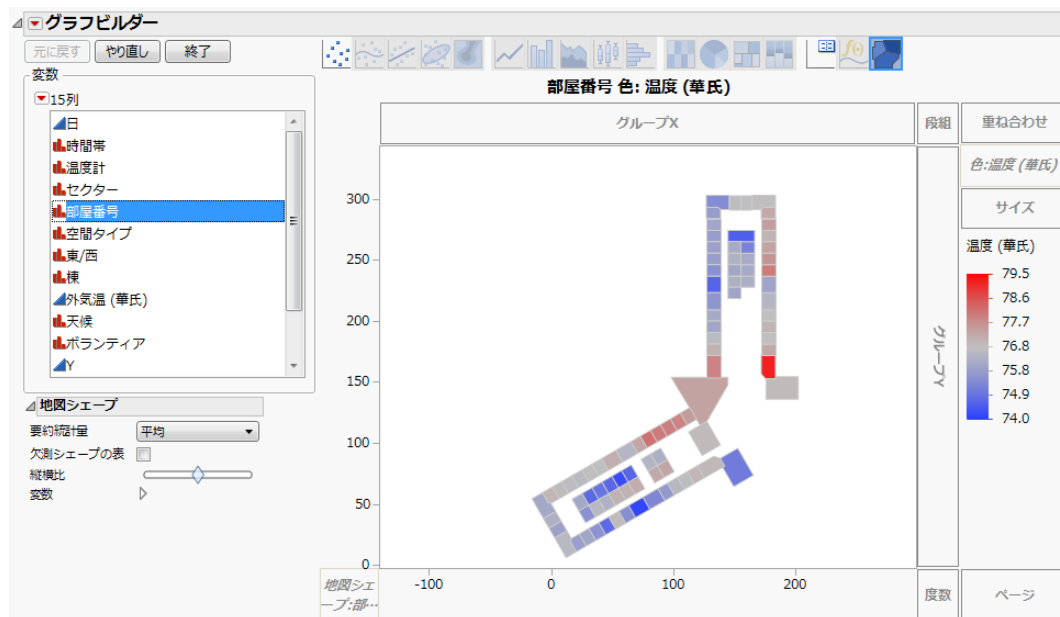 グラフビルダー
元に戻す やり直し 終了
変数
15列
日
時間帯
温度計
セクター
部屋番号
空間タイプ
東/西
棟
外気温 (華氏)
天候
ボランティア
Y
地図シェープ
要約統計量 平均
欠測シェープの表
縦横比
変数
部屋番号 色: 温度 (華氏)
グループX
段組
重ね合わせ
色:温度 (華氏)
サイズ
温度 (華氏)
79.5
78.6
77.7
76.8
75.8
74.9
74.0
グループY
300
250
200
150
100
50
0
-100 0 100 200
地図シェ
ープ:部…
度数
ページ